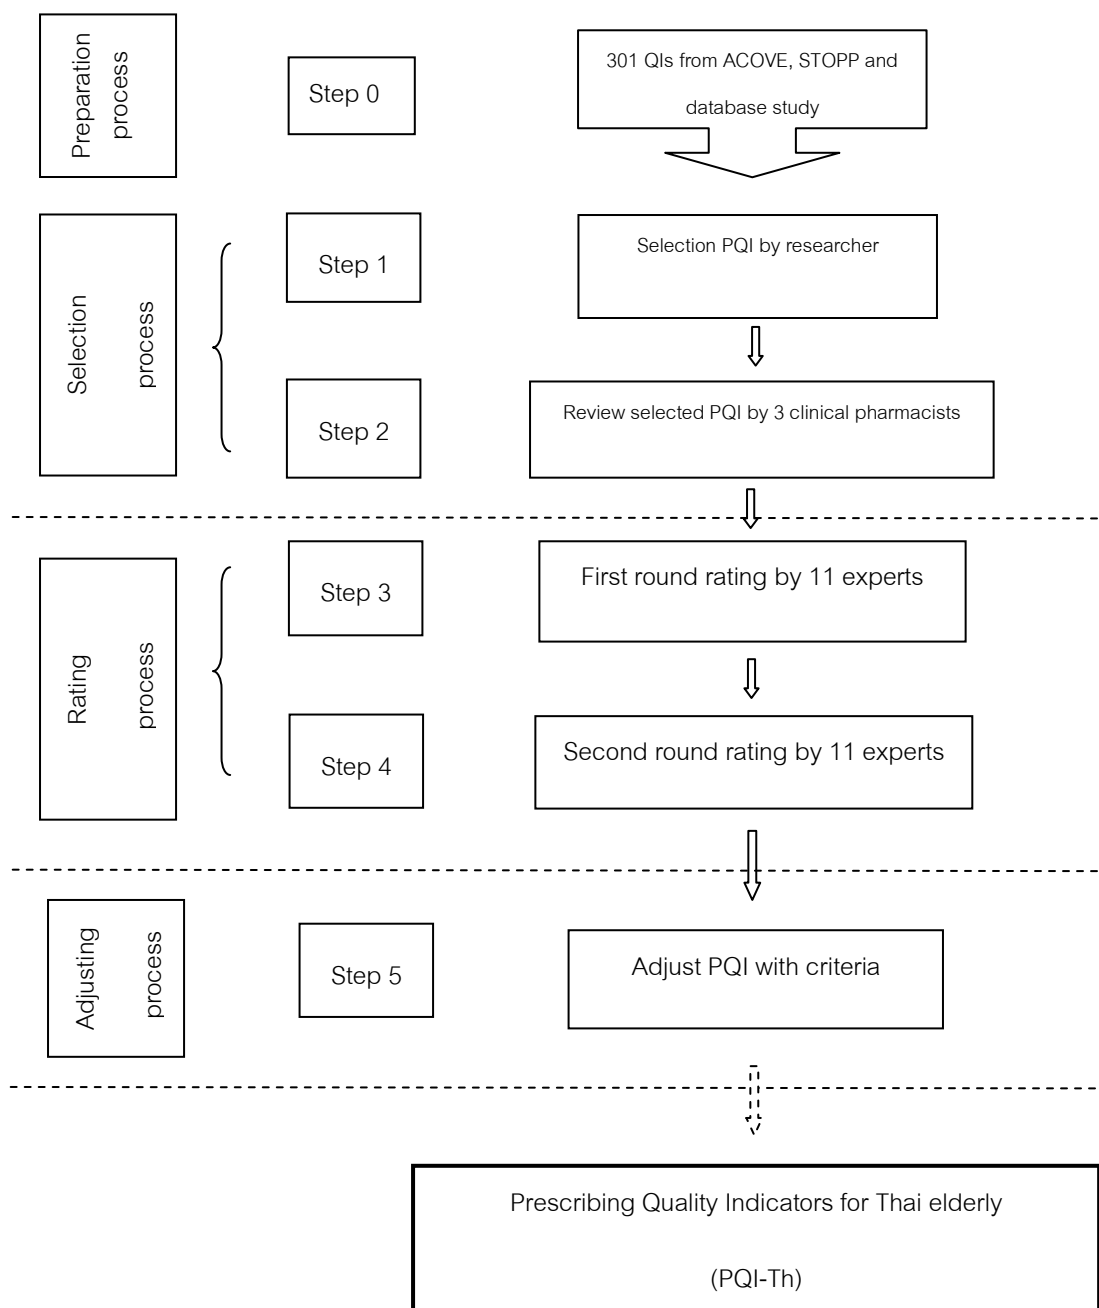 Preparation
process
Step 0
301 QIs from ACOVE, STOPP and
database study
Selection
process
Step 1
Selection PQI by researcher
Step 2
Review selected PQI by 3 clinical pharmacists
Rating
process
Step 3
First round rating by 11 experts
Step 4
Second round rating by 11 experts
Adjusting
process
Step 5
Adjust PQI with criteria
Prescribing Quality Indicators for Thai elderly
(PQI-Th)